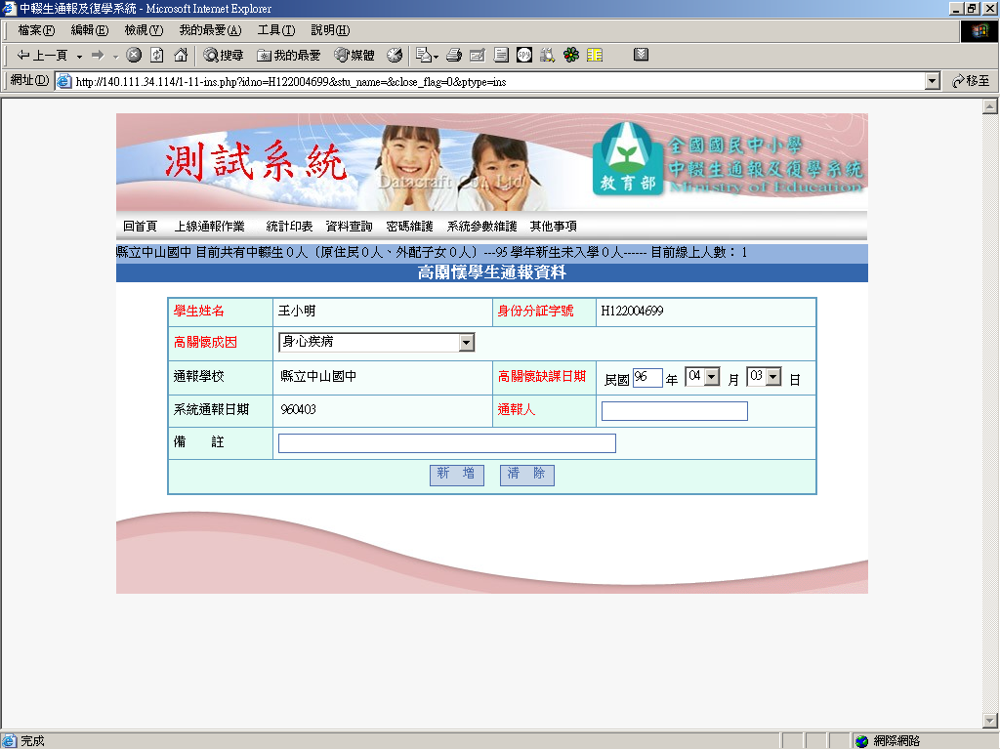 中輟生通報及復學系統 - Microsoft Internet Explorer
檔案(F) 編輯(E) 檢視(V) 我的最愛(A) 工具(T) 說明(H)
上一頁 搜尋 我的最愛 媒體
網址(D) http://140.111.34.114/1-11-ins.php?idno=H122004699&stu_name=&close_flag=0&ptype=ins 移至
測試系統
Datacraft Co., Ltd
教育部
全國國民中小學
中輟生通報及復學系統
Ministry of Education
回首頁 上線通報作業 統計印表 資料查詢 密碼維護 系統參數維護 其他事項
縣立中山國中 目前共有中輟生 0 人〔原住民 0 人、外配子女 0 人〕---95 學年新生未入學 0 人------ 目前線上人數： 1
高關懷學生通報資料
學生姓名 王小明 身份分証字號 H122004699
高關懷成因 身心疾病
通報學校 縣立中山國中 高關懷缺課日期 民國 96 年 04 月 03 日
系統通報日期 960403 通報人
備 註
新 增 清 除
完成 網際網路